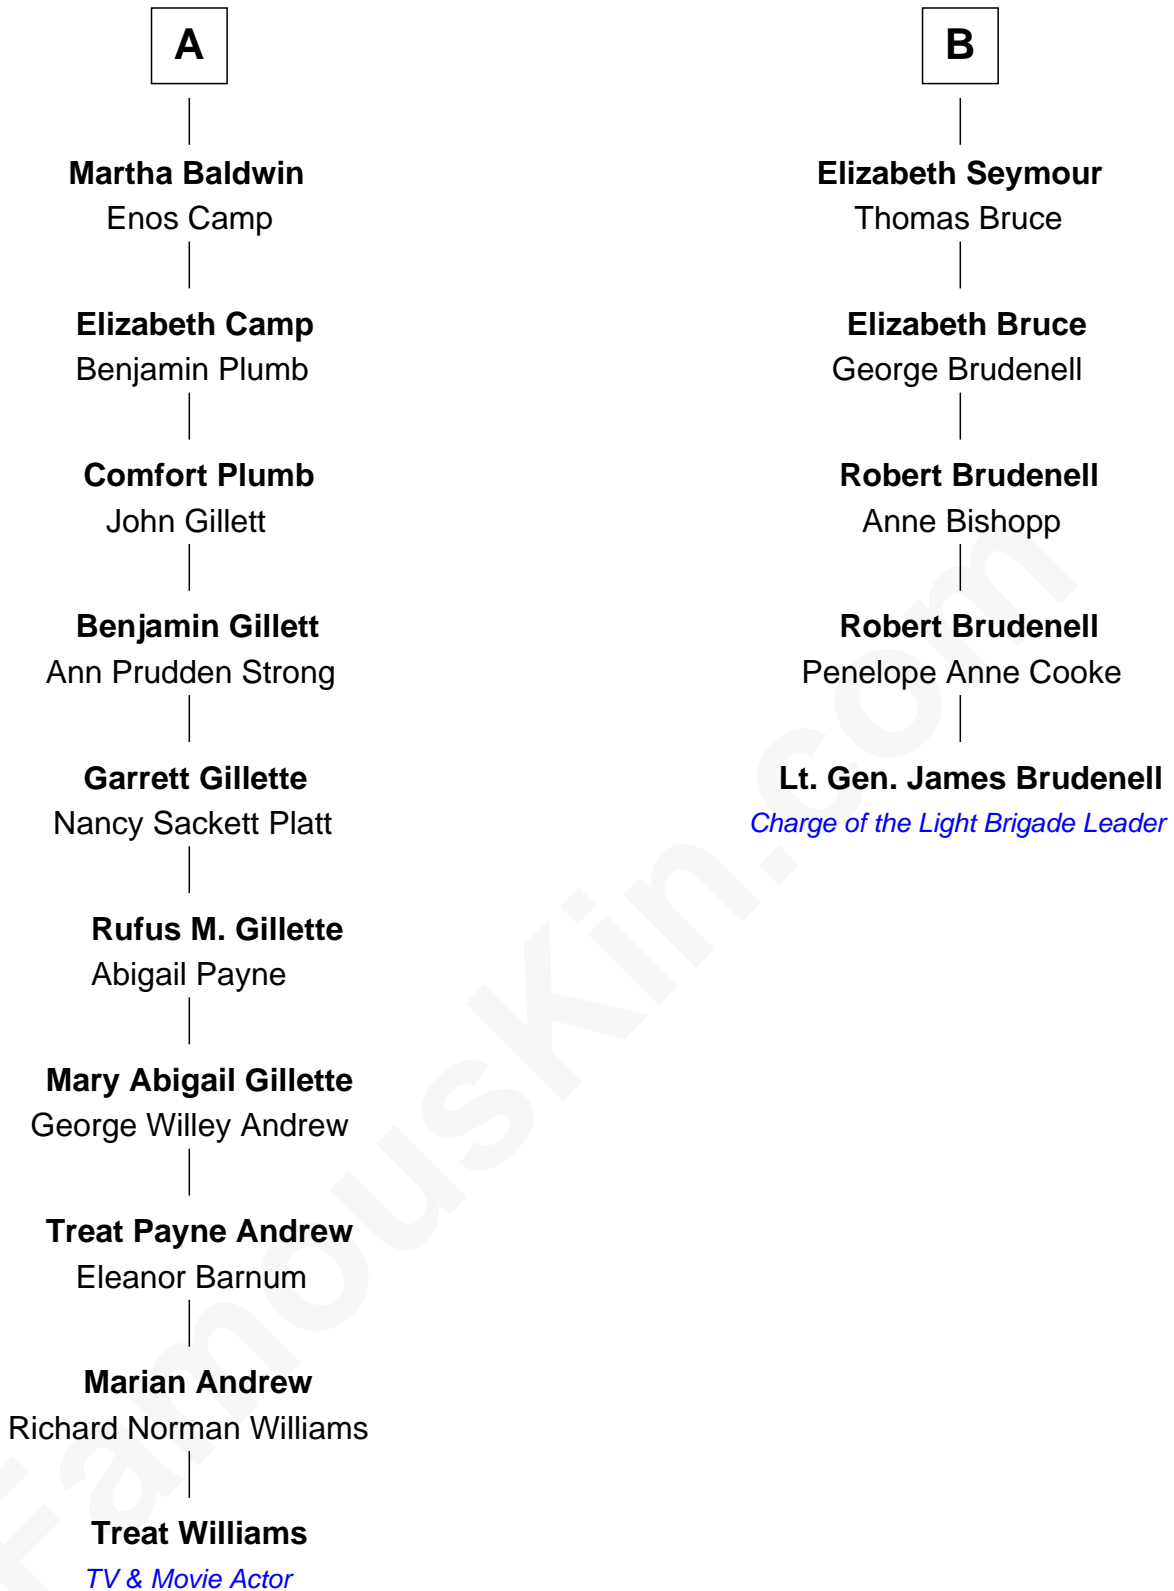 A
Martha Baldwin
Enos Camp
Elizabeth Camp
Benjamin Plumb
Comfort Plumb
John Gillett
Benjamin Gillett
Ann Prudden Strong
Garrett Gillette
Nancy Sackett Platt
Rufus M. Gillette
Abigail Payne
Mary Abigail Gillette
George Willey Andrew
Treat Payne Andrew
Eleanor Barnum
Marian Andrew
Richard Norman Williams
Treat Williams
TV & Movie Actor
B
Elizabeth Seymour
Thomas Bruce
Elizabeth Bruce
George Brudenell
Robert Brudenell
Anne Bishopp
Robert Brudenell
Penelope Anne Cooke
Lt. Gen. James Brudenell
Charge of the Light Brigade Leader
FamousKin.com